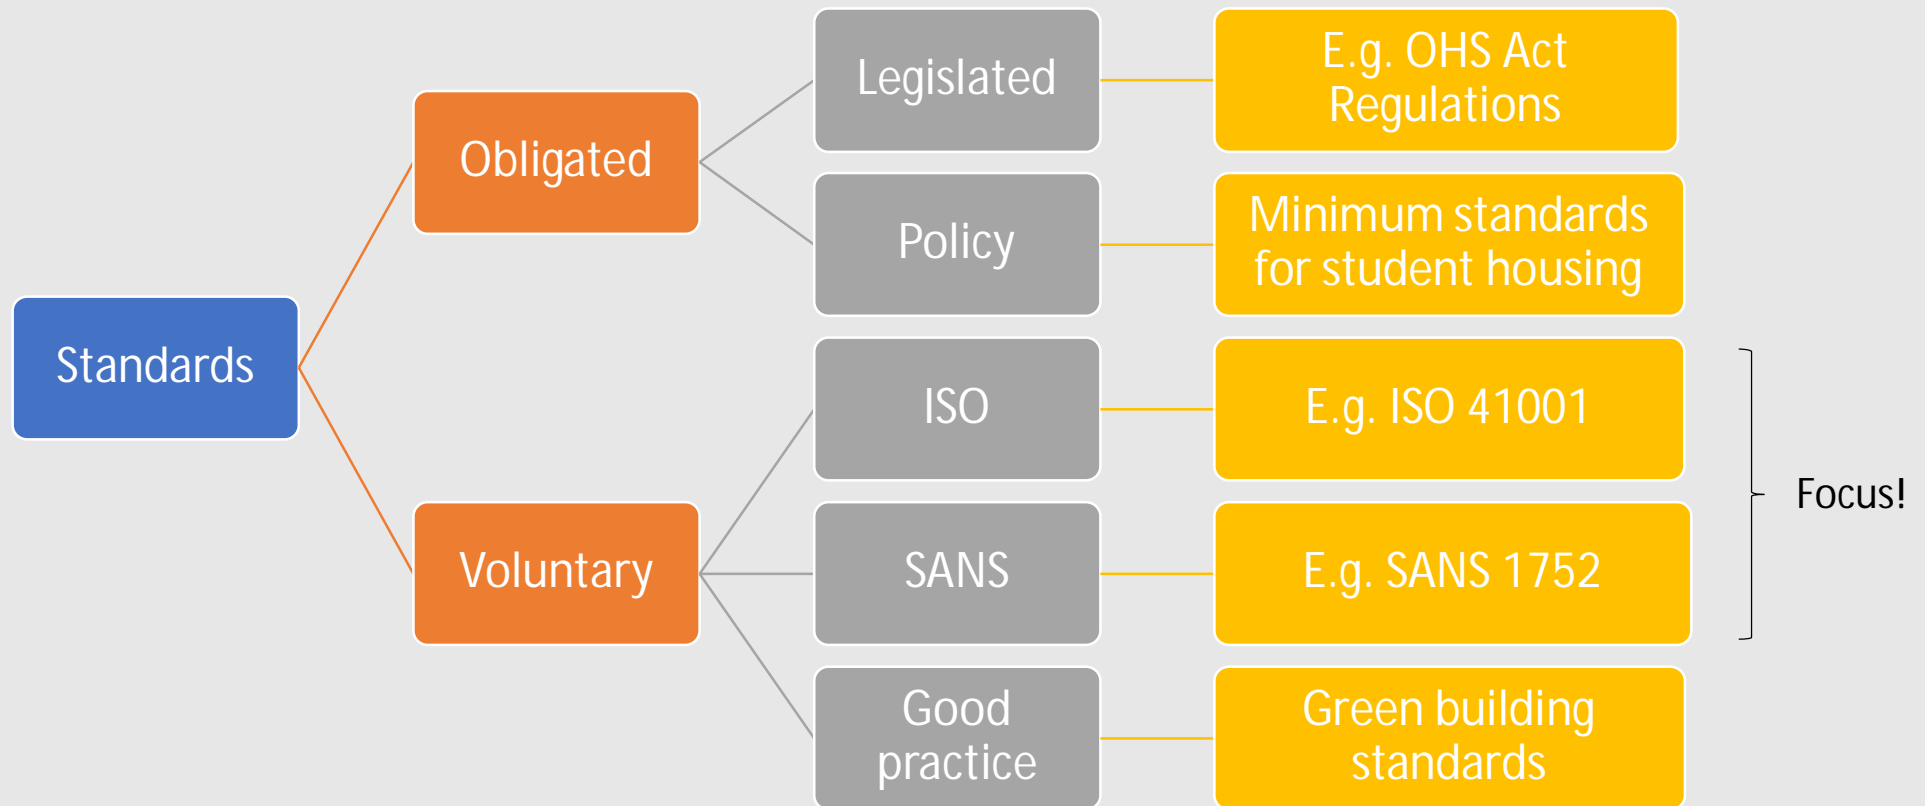 Standards
Obligated
Legislated
E.g. OHS Act
Regulations
Policy
Minimum standards
for student housing
Voluntary
ISO
E.g. ISO 41001
SANS
E.g. SANS 1752
Good
practice
Green building
standards
Focus!